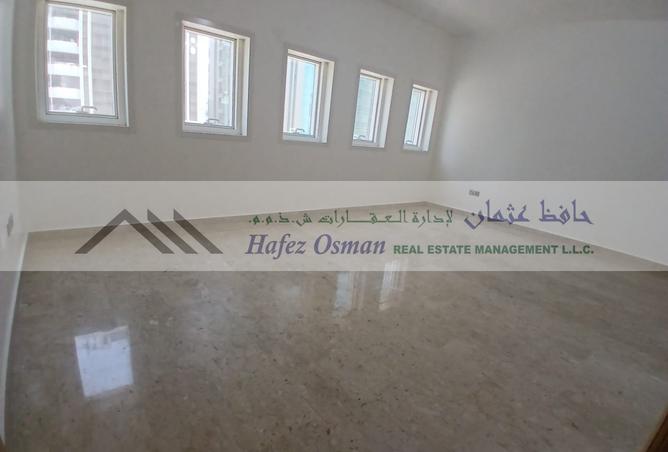 حافظ عثمان لإدارة العقارات ش.ذ.م.م.
Hafez Osman REAL ESTATE MANAGEMENT L.L.C.